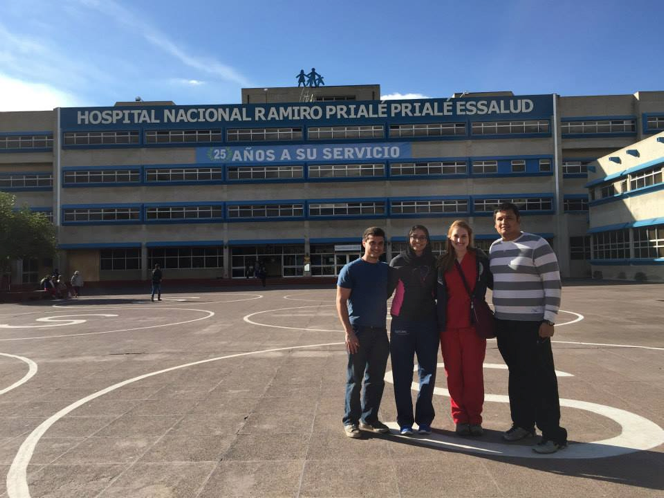 HOSPITAL NACIONAL RAMIRO PRIALÉ PRIALÉ ESSALUD
25 AÑOS A SU SERVICIO